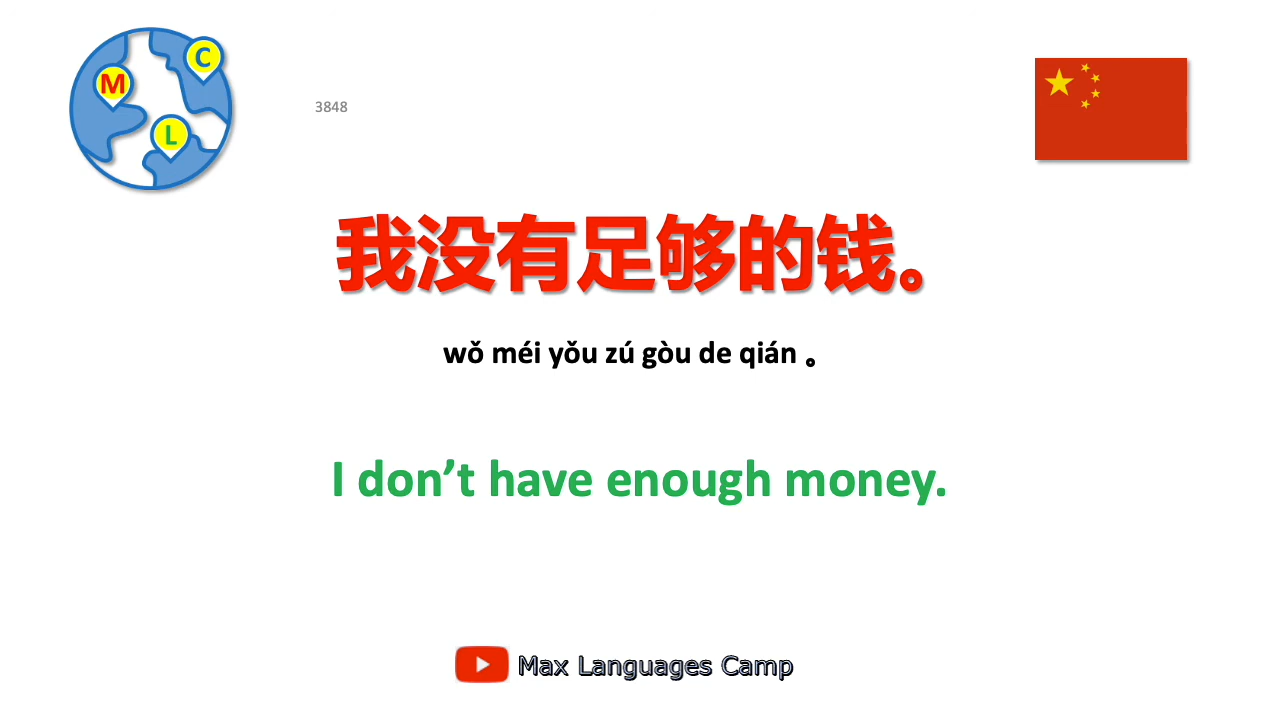 M
C
L
3848
我没有足够的钱。
wǒ méi yǒu zú gòu de qián 。
I don’t have enough money.
Max Languages Camp